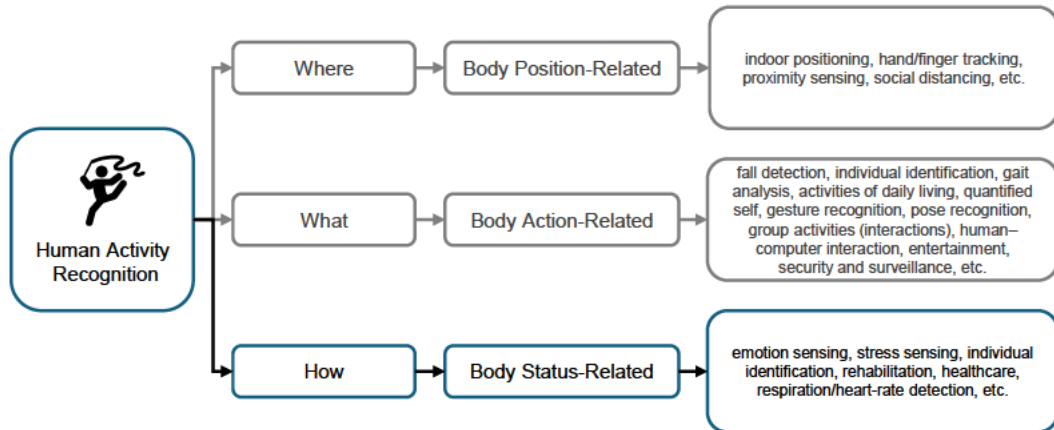 Where
Body Position-Related
indoor positioning, hand/finger tracking,
proximity sensing, social distancing, etc.
Human Activity
Recognition
What
Body Action-Related
fall detection, individual identification, gait
analysis, activities of daily living, quantified
self, gesture recognition, pose recognition,
group activities (interactions), human–
computer interaction, entertainment,
security and surveillance, etc.
How
Body Status-Related
emotion sensing, stress sensing, individual
identification, rehabilitation, healthcare,
respiration/heart-rate detection, etc.